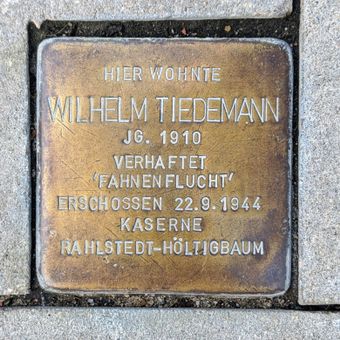 HIER WOHNTE
WILHELM TIEDEMANN
JG. 1910
VERHAFTET
'FAHNENFLUCHT'
ERSCHOSSEN 22.9.1944
KASERNE
RAHLSTEDT-HÖLTIGBAUM